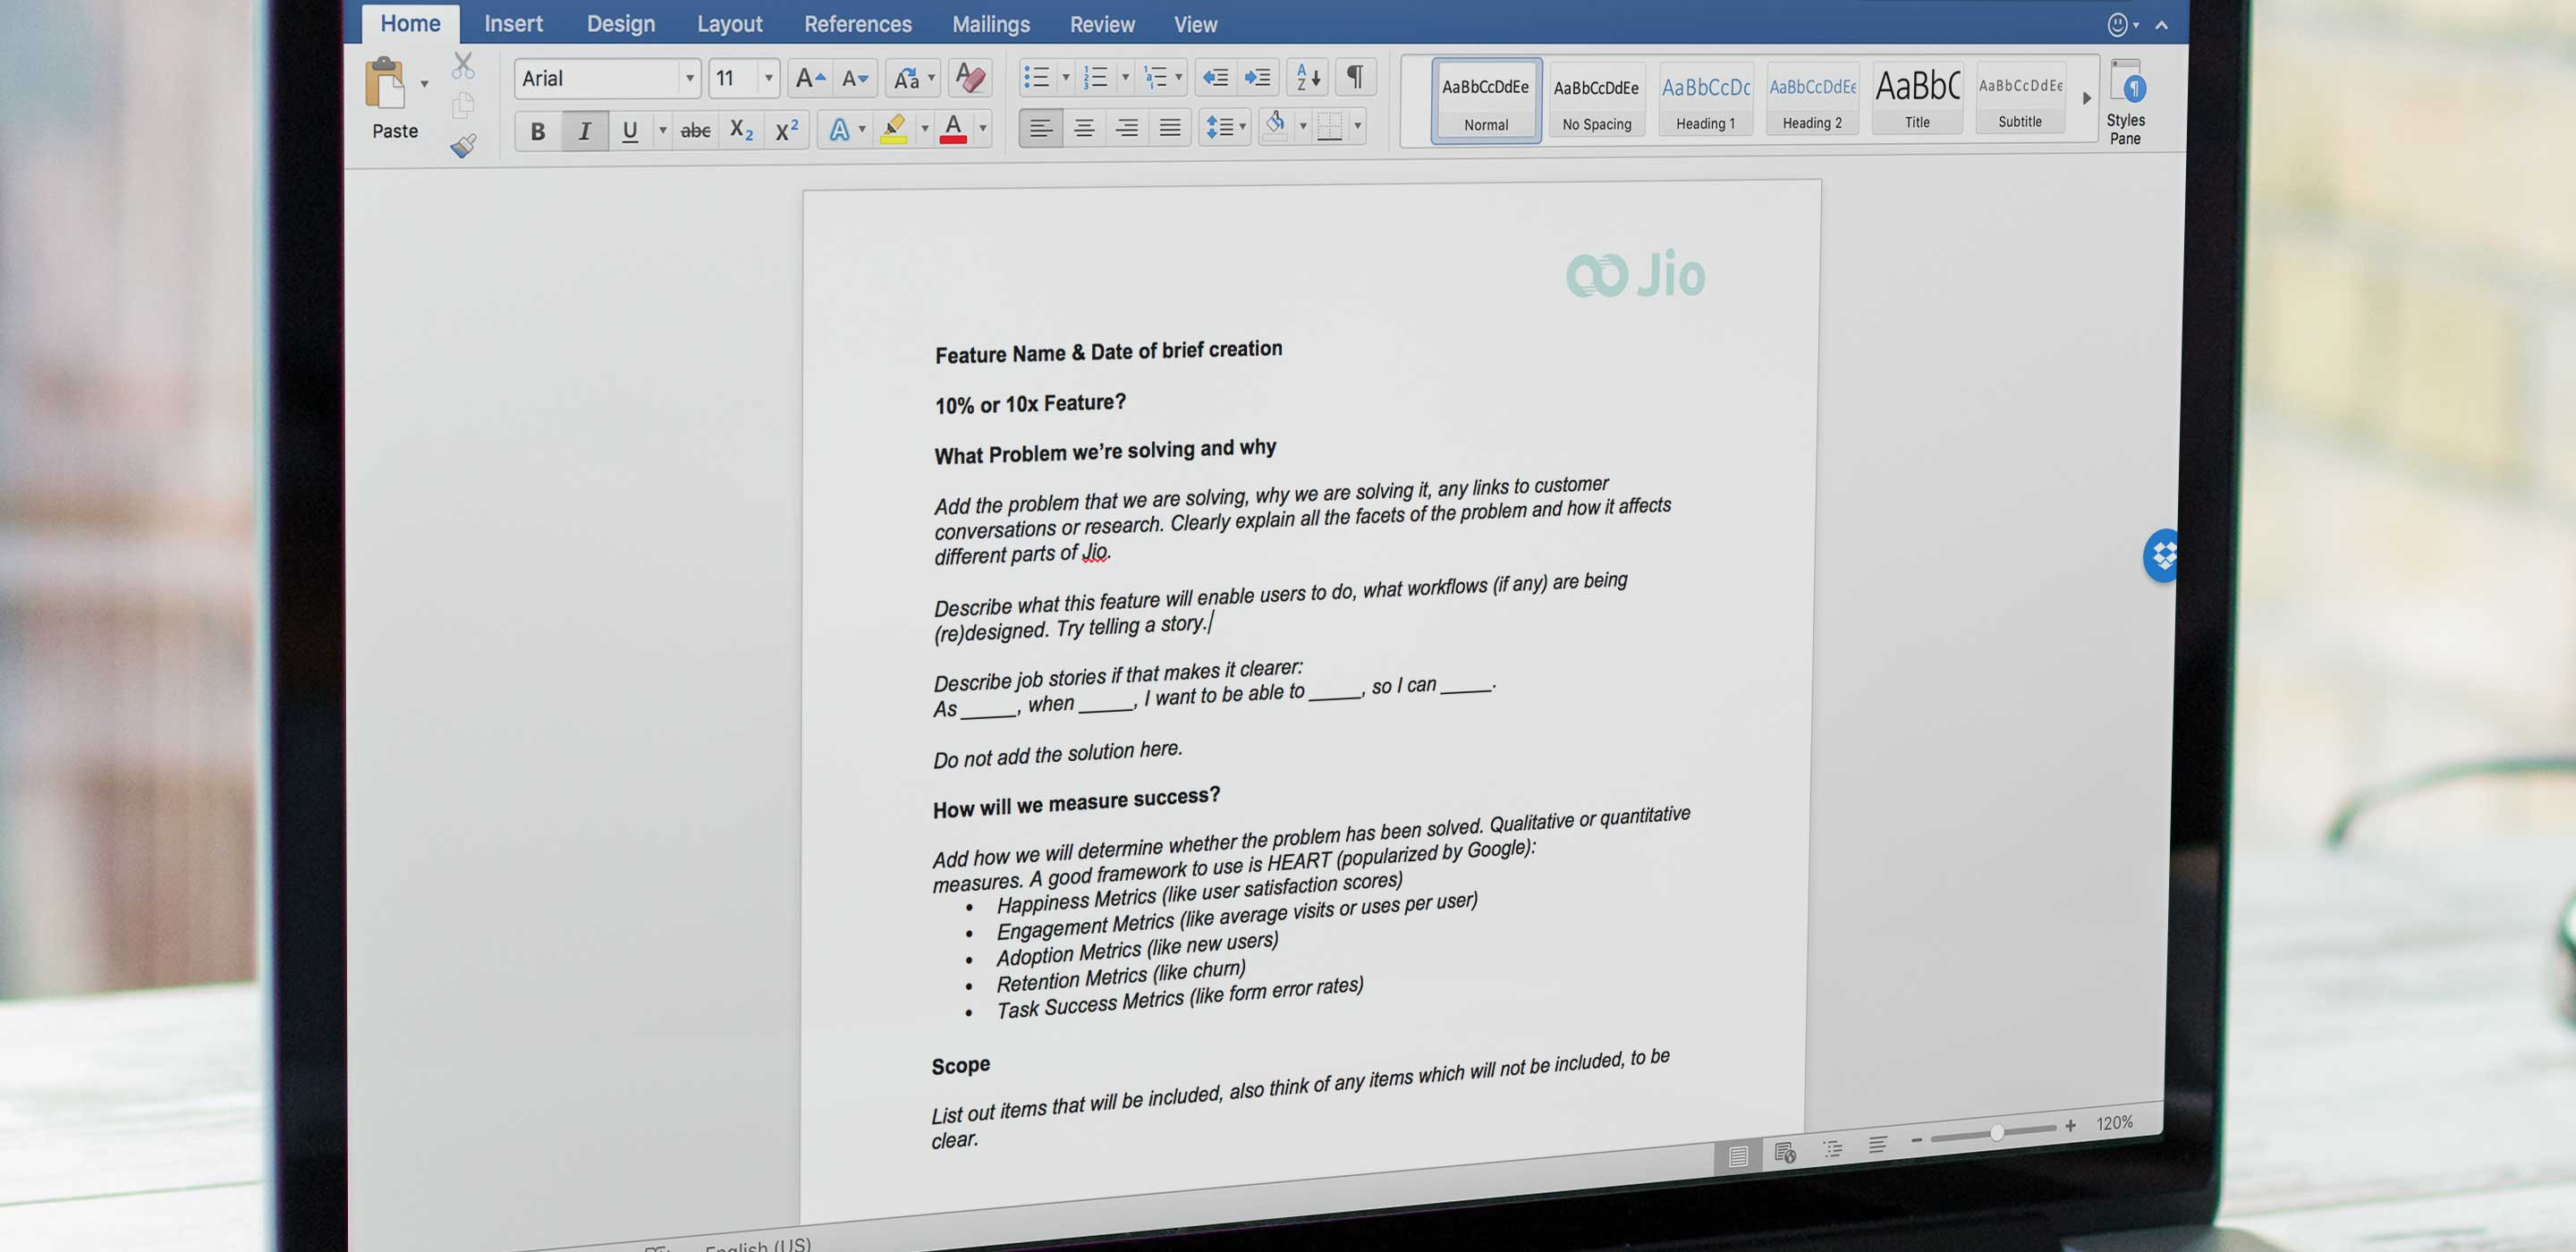 Home Insert Design Layout References Mailings Review View
Paste
Arial 11
B I U abc X2 X2 A A
AaBbCcDdEe AaBbCcDdEe AaBbCcDc AaBbCcDdEe AaBbC AaBbCcDdEe
Normal No Spacing Heading 1 Heading 2 Title Subtitle
Styles
Pane
Jio
Feature Name & Date of brief creation
10% or 10x Feature?
What Problem we’re solving and why
Add the problem that we are solving, why we are solving it, any links to customer
conversations or research. Clearly explain all the facets of the problem and how it affects
different parts of Jio.
Describe what this feature will enable users to do, what workflows (if any) are being
(re)designed. Try telling a story.
Describe job stories if that makes it clearer:
As _____, when _____, I want to be able to _____, so I can _____.
Do not add the solution here.
How will we measure success?
Add how we will determine whether the problem has been solved. Qualitative or quantitative
measures. A good framework to use is HEART (popularized by Google):
• Happiness Metrics (like user satisfaction scores)
• Engagement Metrics (like average visits or uses per user)
• Adoption Metrics (like new users)
• Retention Metrics (like churn)
• Task Success Metrics (like form error rates)
Scope
List out items that will be included, also think of any items which will not be included, to be
clear.
120%
English (US)